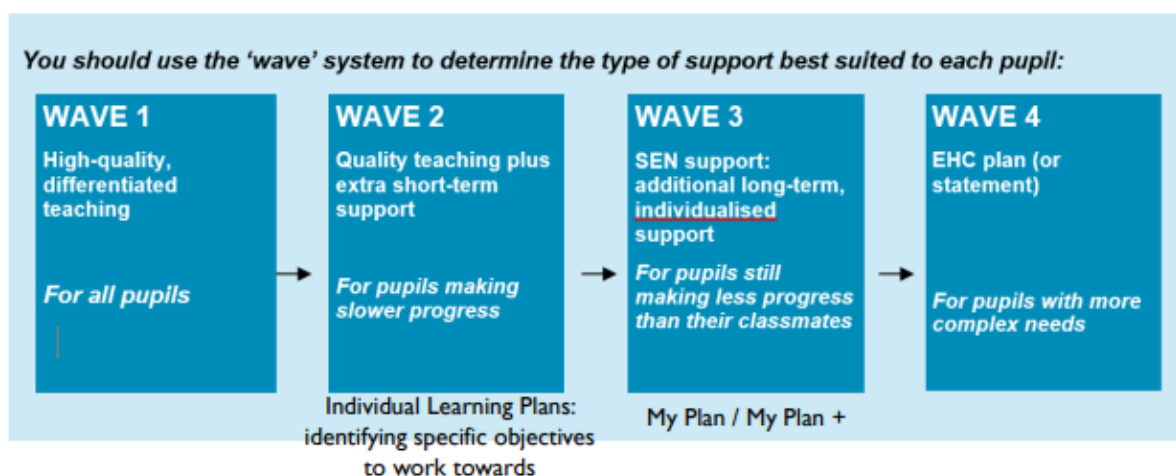 You should use the ‘wave’ system to determine the type of support best suited to each pupil:
WAVE 1
High-quality,
differentiated
teaching
For all pupils
WAVE 2
Quality teaching plus
extra short-term
support
For pupils making
slower progress
Individual Learning Plans:
identifying specific objectives
to work towards
WAVE 3
SEN support:
additional long-term,
individualised
support
For pupils still
making less progress
than their classmates
My Plan / My Plan +
WAVE 4
EHC plan (or
statement)
For pupils with more
complex needs